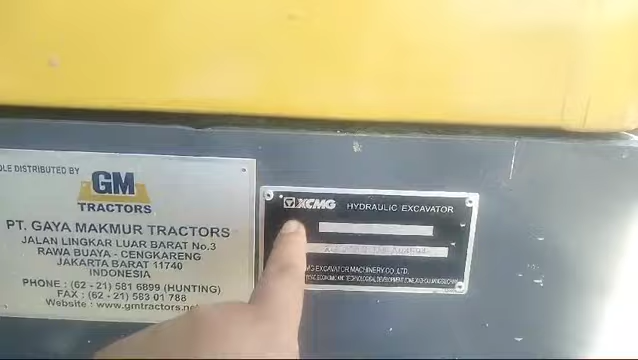 OLE DISTRIBUTED BY
GM
TRACTORS
PT. GAYA MAKMUR TRACTORS
JALAN LINGKAR LUAR BARAT No.3
RAWA BUAYA - CENGKARENG
JAKARTA BARAT 11740
INDONESIA
PHONE : (62 - 21) 581 6899 (HUNTING)
FAX : (62 - 21) 583 01 788
Website : www.gmtractors.ne
XCMG HYDRAULIC EXCAVATOR
MG EXCAVATOR MACHINERY CO.,LTD.